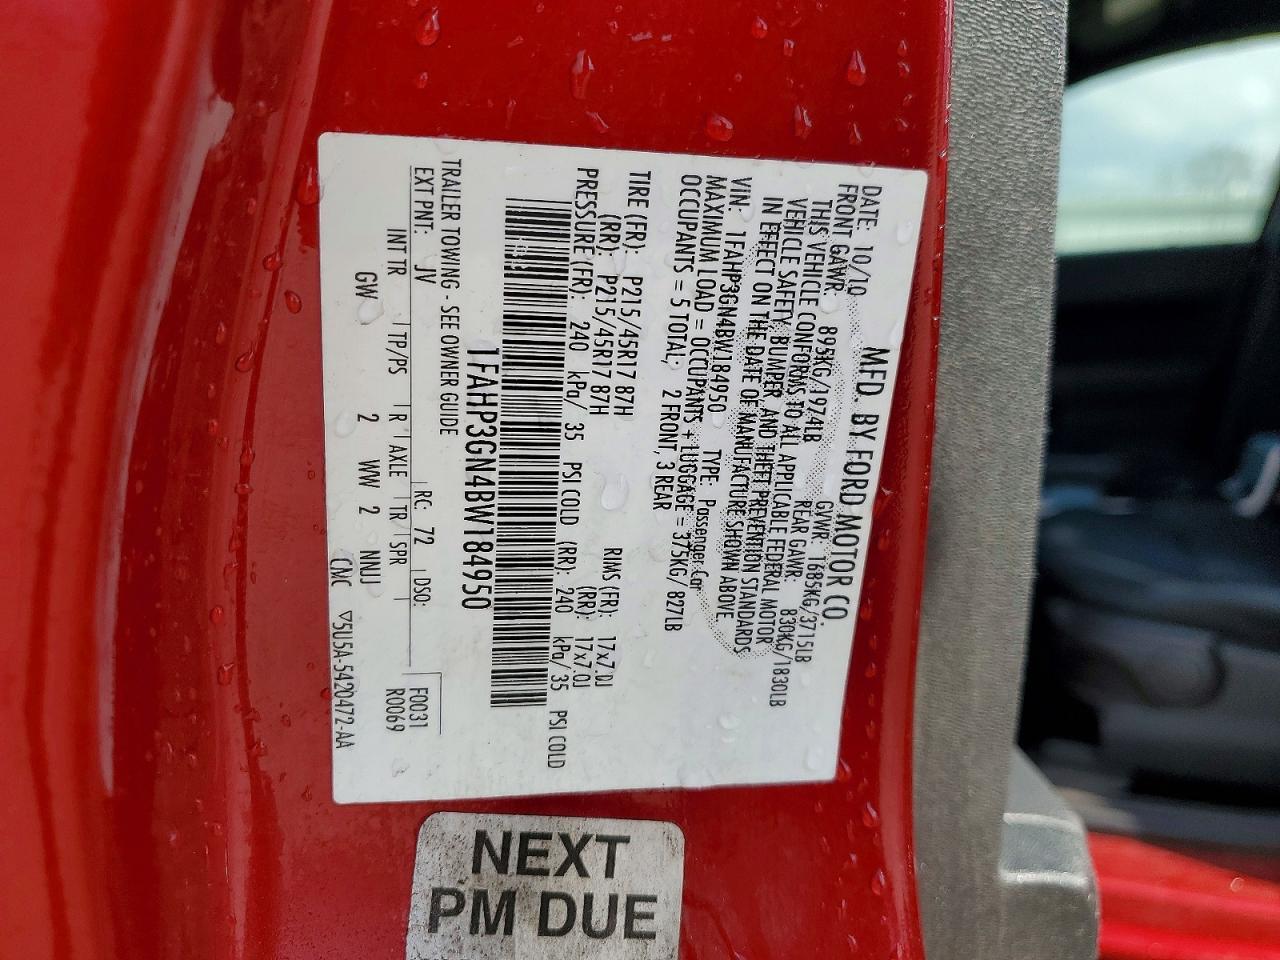 MFD. BY FORD MOTOR CO.
DATE: 10/10 GVWR: 1685KG/3715LB
FRONT GAWR: 895KG/1974LB REAR GAWR: 830KG/1830LB
THIS VEHICLE CONFORMS TO ALL APPLICABLE FEDERAL MOTOR
VEHICLE SAFETY, BUMPER, AND THEFT PREVENTION STANDARDS
IN EFFECT ON THE DATE OF MANUFACTURE SHOWN ABOVE.
VIN: 1FAHP3GN4BW184950 TYPE: Passenger Car
MAXIMUM LOAD = OCCUPANTS + LUGGAGE = 375KG/827LB
OCCUPANTS = 5 TOTAL: 2 FRONT, 3 REAR
TIRE (FR): P215/45R17 87H RIMS (FR): 17x7.0J
(RR): P215/45R17 87H (RR): 17x7.0J
PRESSURE (FR): 240 kPa/ 35 PSI COLD (RR): 240 kPa/ 35 PSI COLD
1FAHP3GN4BW184950
TRAILER TOWING - SEE OWNER GUIDE
F0031
EXT PNT: JV RC: 72 DSO: R0069
INT TR TP/PS R AXLE TR SPR
GW 2 WW 2 NNJJ
CMC ▽5U5A-5420472-AA
NEXT
PM DUE